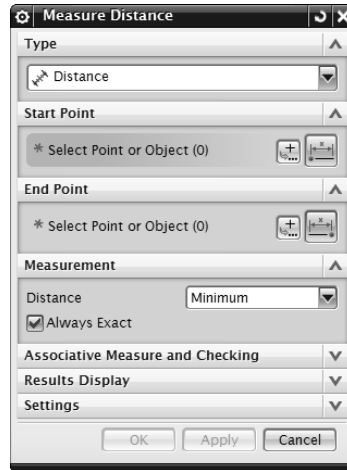 Measure Distance
Type
Distance
Start Point
* Select Point or Object (0)
End Point
* Select Point or Object (0)
Measurement
Distance Minimum
Always Exact
Associative Measure and Checking
Results Display
Settings
OK Apply Cancel